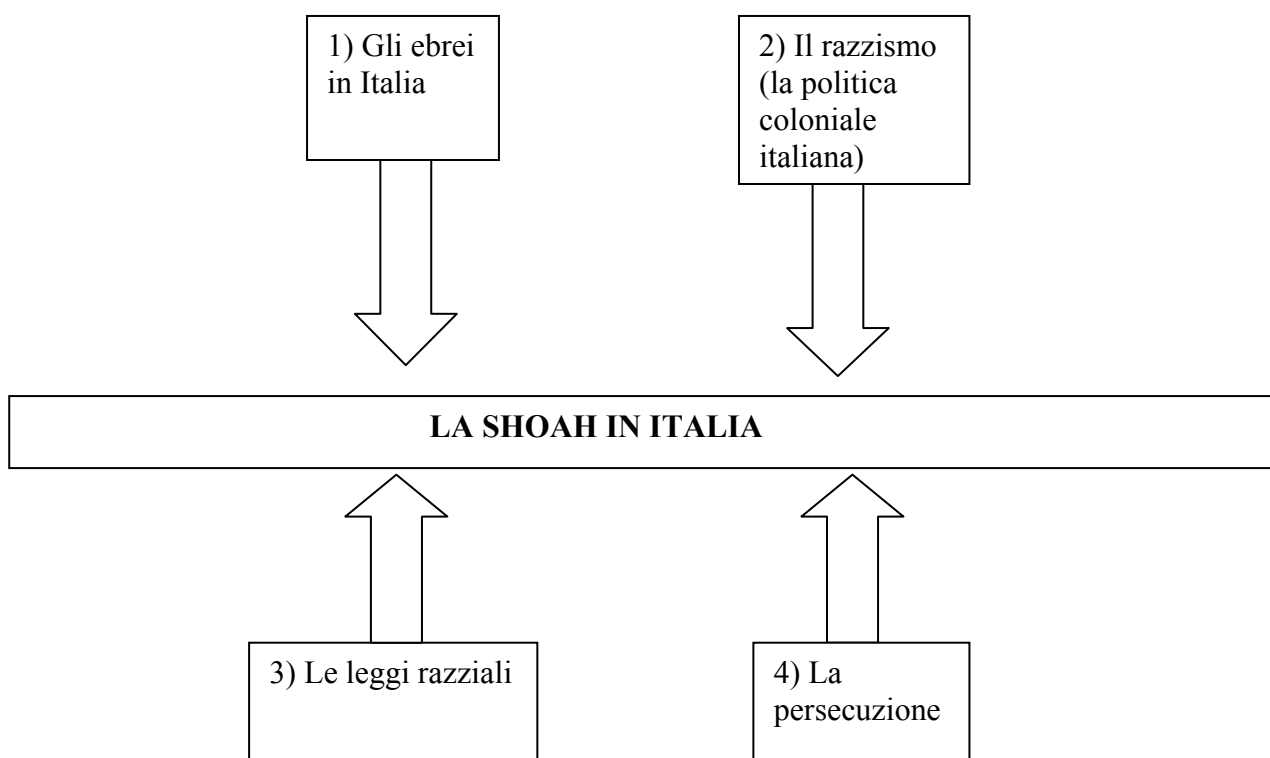 1) Gli ebrei
in Italia
2) Il razzismo
(la politica
coloniale
italiana)
LA SHOAH IN ITALIA
3) Le leggi razziali
4) La
persecuzione